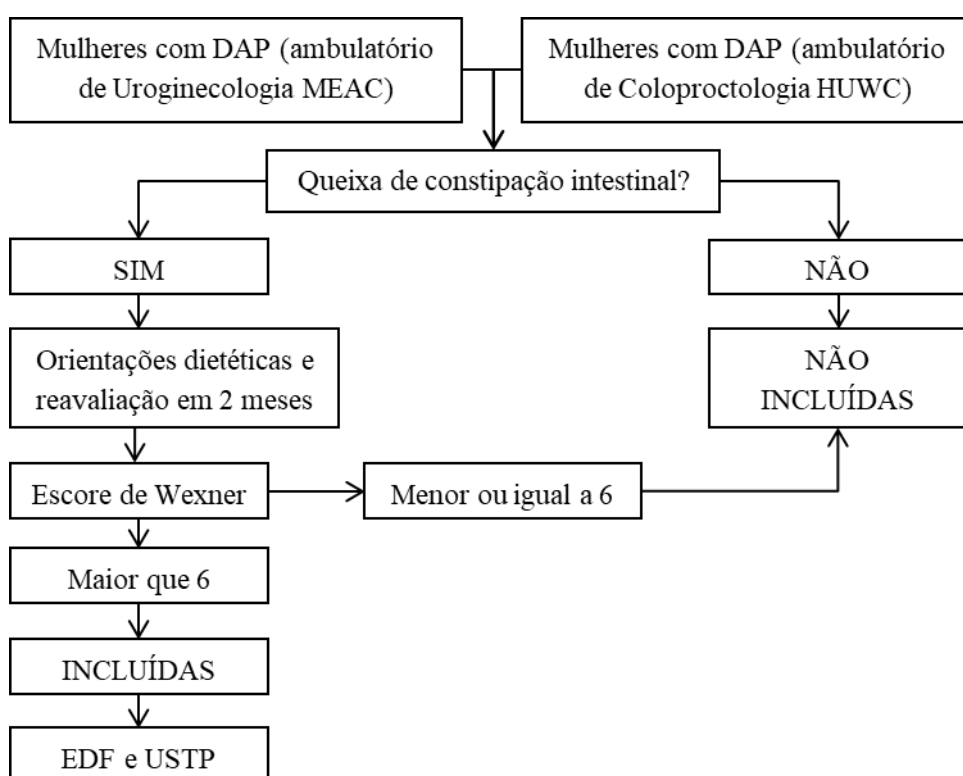 Mulheres com DAP (ambulatório
de Uroginecologia MEAC)
Mulheres com DAP (ambulatório
de Coloproctologia HUWC)
Queixa de constipação intestinal?
SIM
NÃO
Orientações dietéticas e
reavaliação em 2 meses
NÃO
INCLUÍDAS
Escore de Wexner
Menor ou igual a 6
Maior que 6
INCLUÍDAS
EDF e USTP